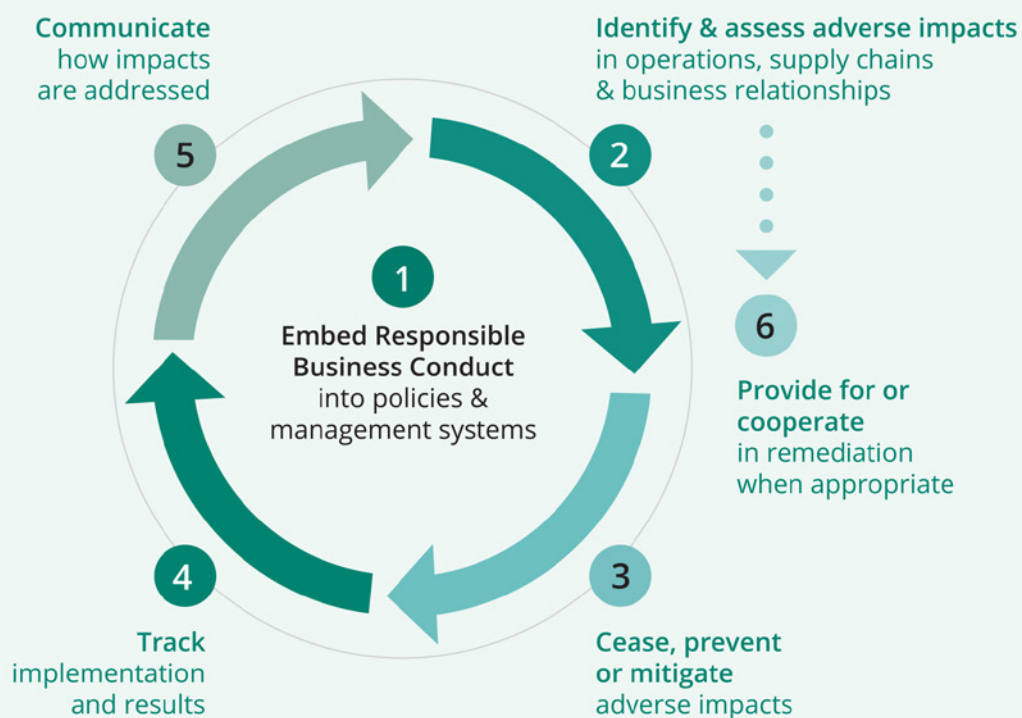 1
Embed Responsible
Business Conduct
into policies &
management systems
2
Identify & assess adverse impacts
in operations, supply chains
& business relationships
3
Cease, prevent
or mitigate
adverse impacts
4
Track
implementation
and results
5
Communicate
how impacts
are addressed
6
Provide for or
cooperate
in remediation
when appropriate